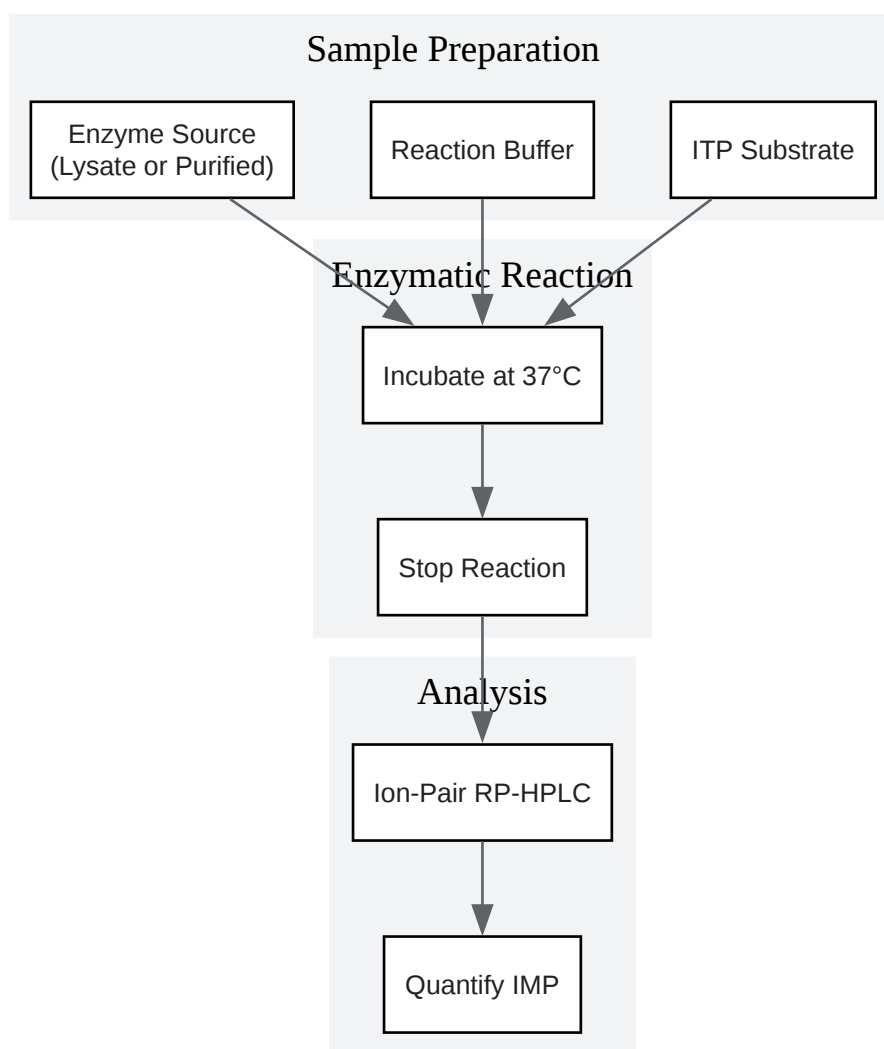 Sample Preparation
Enzyme Source
(Lysate or Purified)
Reaction Buffer
ITP Substrate
Enzymatic Reaction
Incubate at 37°C
Stop Reaction
Analysis
Ion-Pair RP-HPLC
Quantify IMP